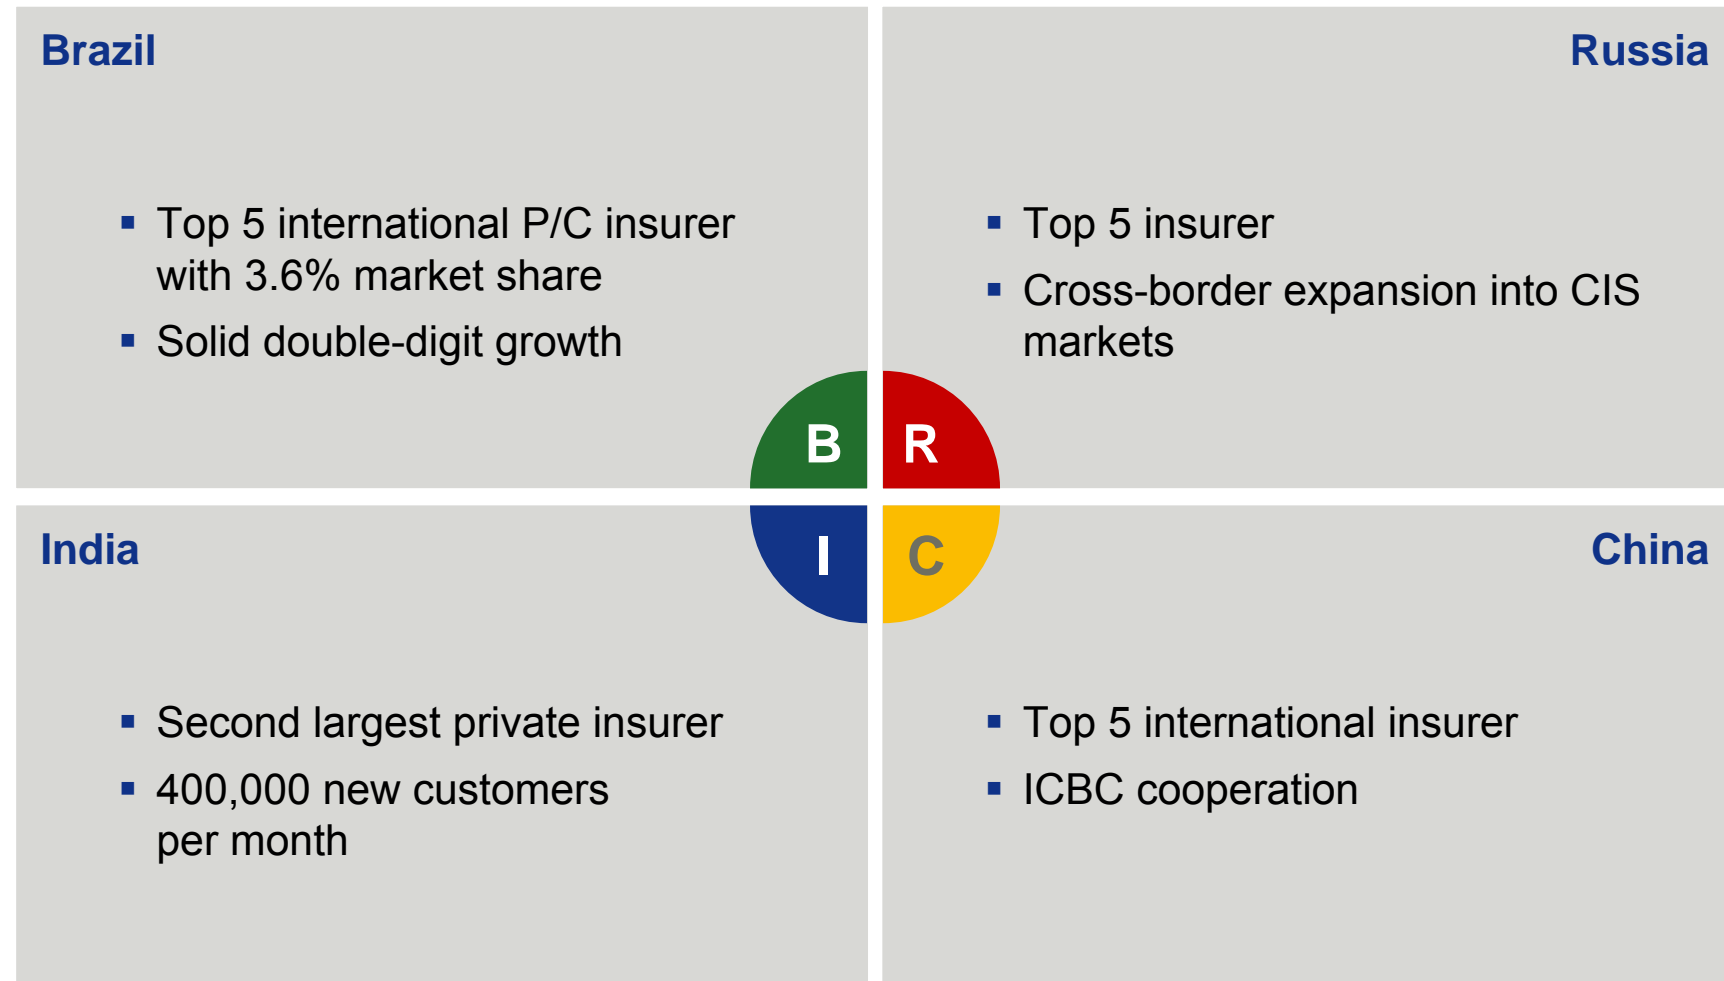 Brazil
▪ Top 5 international P/C insurer
with 3.6% market share
▪ Solid double-digit growth
B
Russia
▪ Top 5 insurer
▪ Cross-border expansion into CIS
markets
R
India
I
▪ Second largest private insurer
▪ 400,000 new customers
per month
China
C
▪ Top 5 international insurer
▪ ICBC cooperation